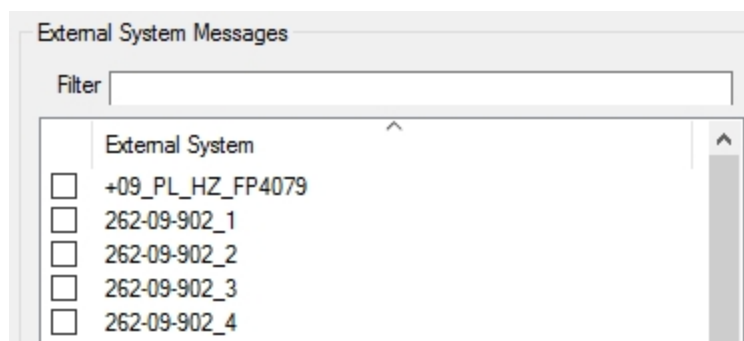 External System Messages
Filter
External System
+09_PL_HZ_FP4079
262-09-902_1
262-09-902_2
262-09-902_3
262-09-902_4